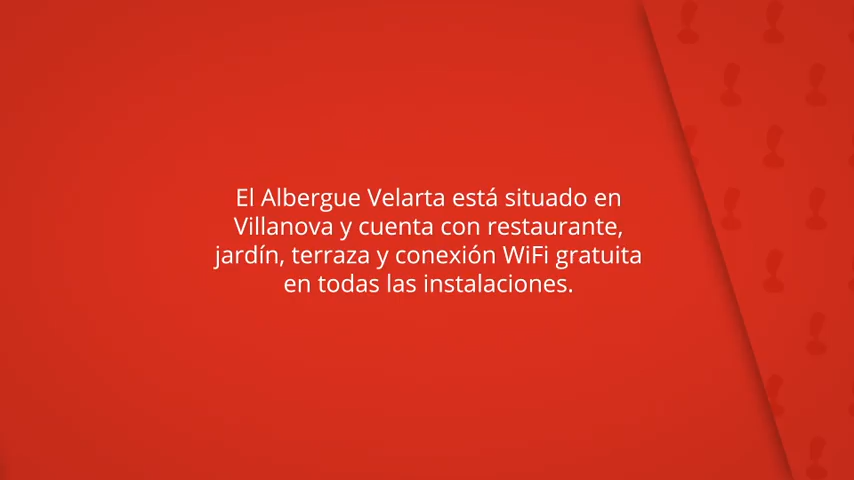 El Albergue Velarta está situado en
Villanova y cuenta con restaurante,
jardín, terraza y conexión WiFi gratuita
en todas las instalaciones.